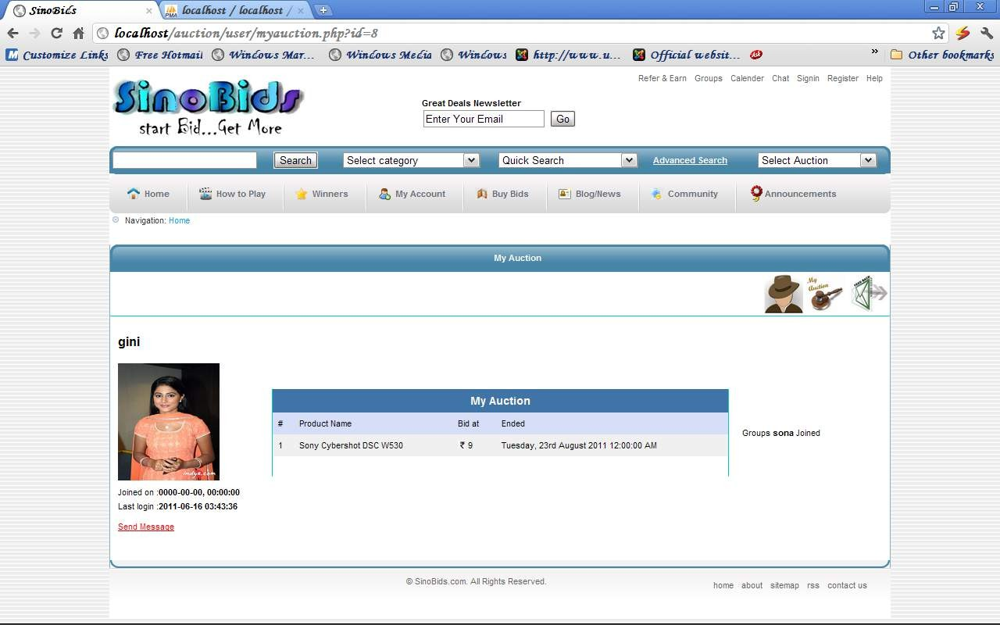 SinoBids
localhost / localhost /
localhost/auction/user/myauction.php?id=8
Customize Links Free Hotmail Windows Mar... Windows Media Windows http://www.u... Official websit... Ask » Other bookmarks
SinoBids
start Bid...Get More
Refer & Earn Groups Calender Chat Signin Register Help
Great Deals Newsletter
Enter Your Email Go
Search Select category Quick Search Advanced Search Select Auction
Home How to Play Winners My Account Buy Bids Blog/News Community Announcements
Navigation: Home
My Auction
My
Auction
FEED BACK
gini
indya.com
My Auction
# Product Name Bid at Ended
1 Sony Cybershot DSC W530 ₹ 9 Tuesday, 23rd August 2011 12:00:00 AM
Groups sona Joined
Joined on :0000-00-00, 00:00:00
Last login :2011-06-16 03:43:36
Send Message
© SinoBids.com. All Rights Reserved.
home about sitemap rss contact us